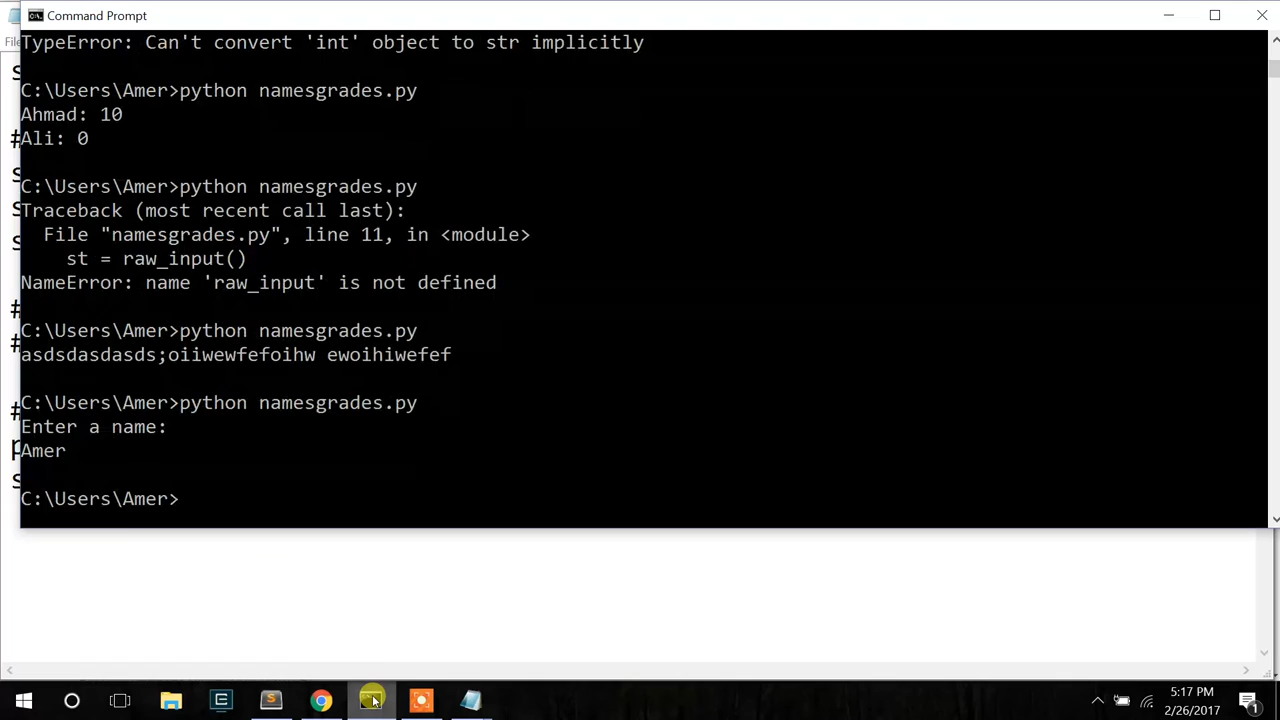 Command Prompt
File
TypeError: Can't convert 'int' object to str implicitly
C:\Users\Amer>python namesgrades.py
Ahmad: 10
Ali: 0
C:\Users\Amer>python namesgrades.py
Traceback (most recent call last):
File "namesgrades.py", line 11, in <module>
st = raw_input()
NameError: name 'raw_input' is not defined
C:\Users\Amer>python namesgrades.py
asdsdasdasds;oiiwewfefoihw ewoihiwefef
C:\Users\Amer>python namesgrades.py
Enter a name:
Amer
C:\Users\Amer>
5:17 PM
2/26/2017
1